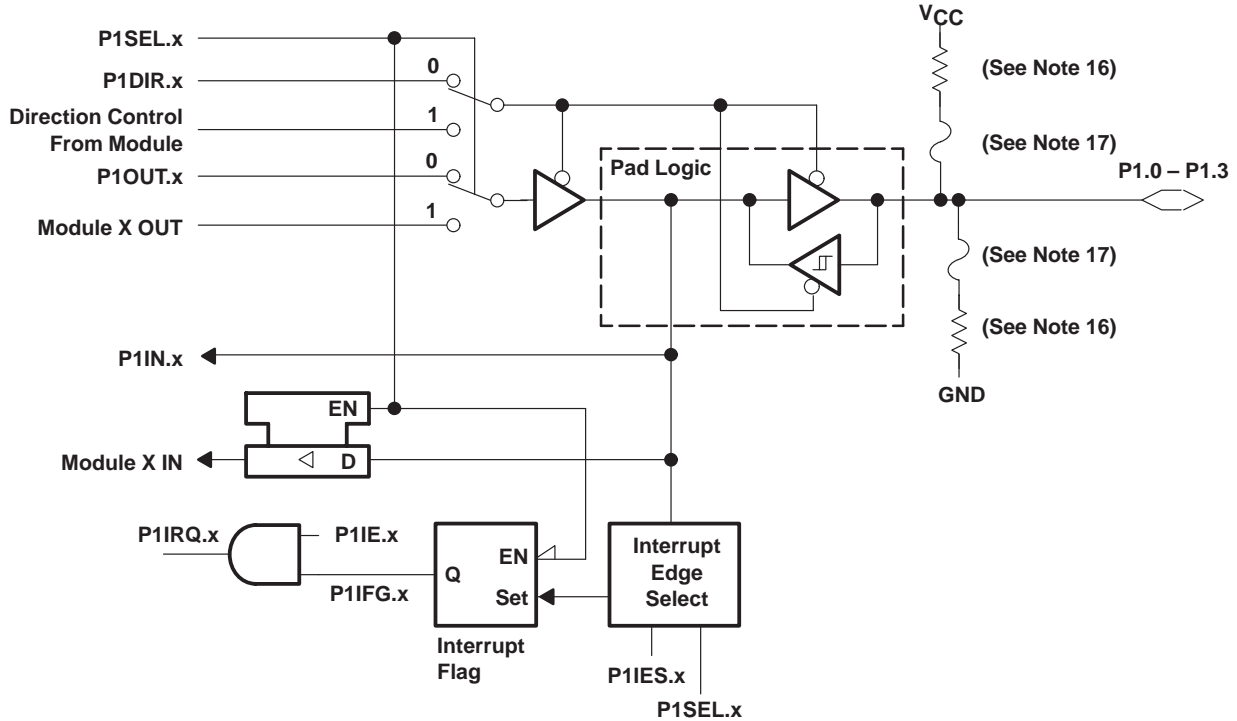 VCC
P1SEL.x
0
(See Note 16)
P1DIR.x
Direction Control
From Module
1
(See Note 17)
0
Pad Logic
P1.0 – P1.3
P1OUT.x
1
Module X OUT
(See Note 17)
(See Note 16)
P1IN.x
GND
EN
Module X IN
D
P1IRQ.x
P1IE.x
P1IFG.x
Q
EN
Set
Interrupt
Edge
Select
Interrupt
Flag
P1IES.x
P1SEL.x